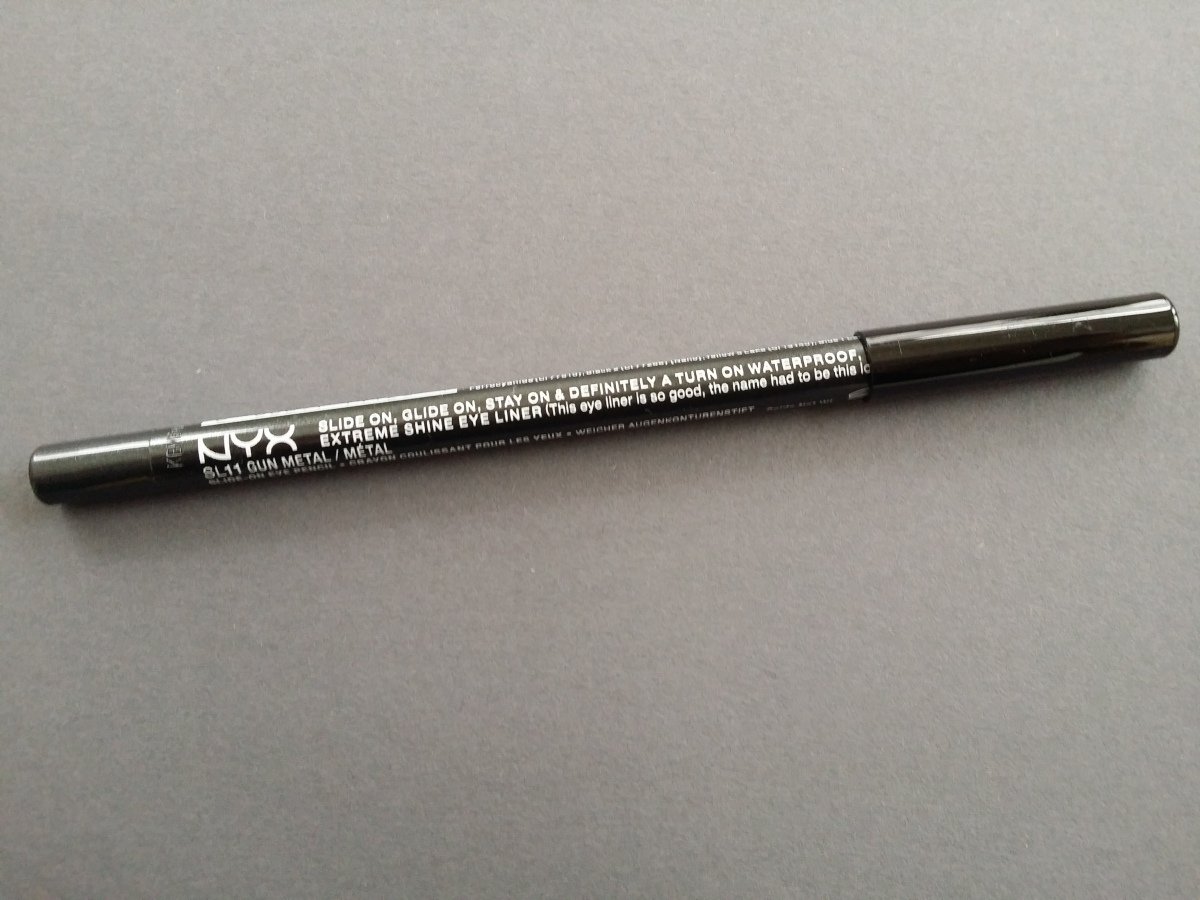 NYX
SLIDE ON, GLIDE ON, STAY ON & DEFINITELY A TURN ON WATERPROOF,
EXTREME SHINE EYE LINER (This eye liner is so good, the name had to be this
SL11 GUN METAL / MÉTAL
SLIDE-ON EYE PENCIL • CRAYON COULISSANT POUR LES YEUX • WEICHER AUGENKONTURENSTIFT